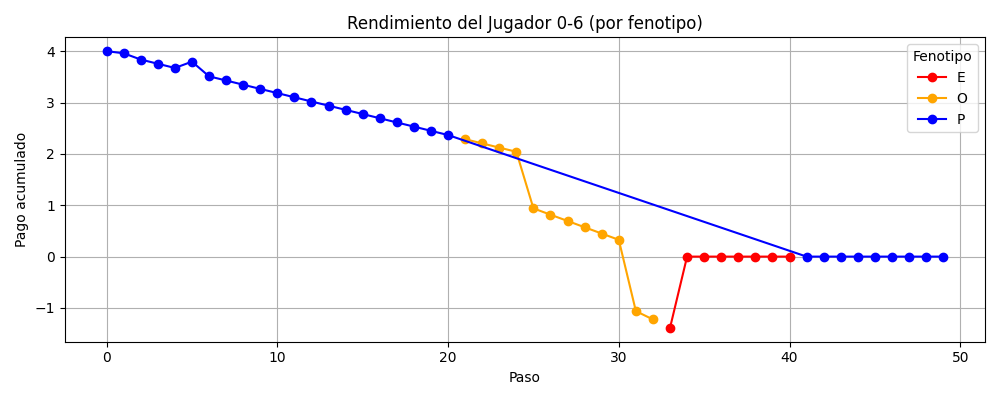 Rendimiento del Jugador 0-6 (por fenotipo)
Pago acumulado
4
3
2
1
0
−1
Fenotipo
E
O
P
0
10
20
30
40
50
Paso